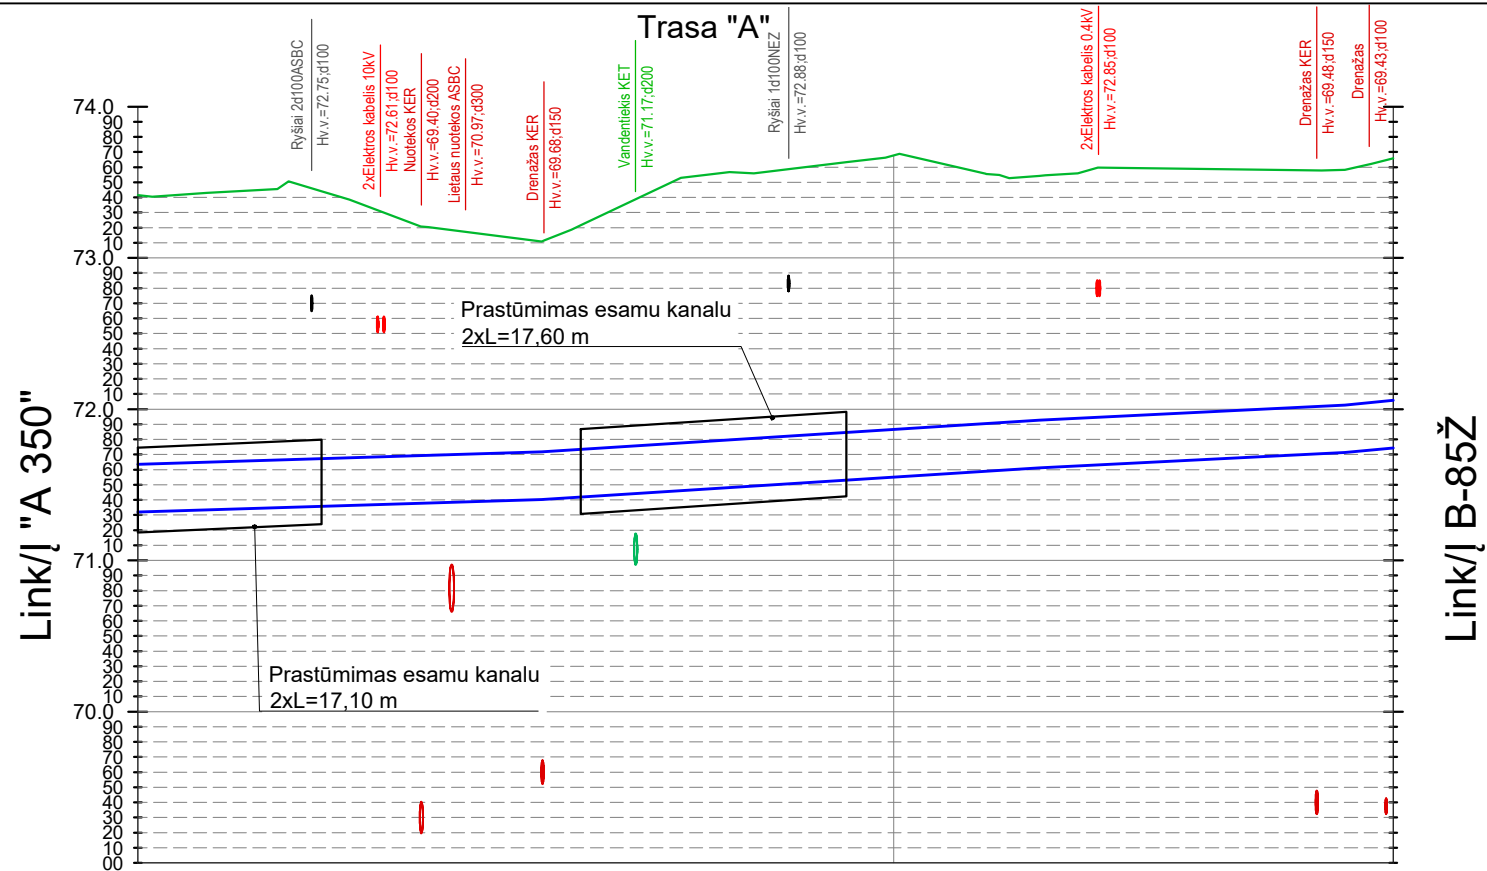 Trasa "A"
Ryšiai 2d100ASBC
Hv.v.=72.75;d100
2xElektros kabelis 10kV
Hv.v.=72.61;d100
Nuotekos KER
Hv.v.=69.40;d200
Lietaus nuotekos ASBC
Hv.v.=70.97;d300
Drenažas KER
Hv.v.=69.68;d150
Vandentiekis KET
Hv.v.=71.17;d200
Ryšiai 1d100NEZ
Hv.v.=72.88;d100
2xElektros kabelis 0.4kV
Hv.v.=72.85;d100
Drenažas KER
Hv.v.=69.48;d150
Drenažas
Hv.v.=69.43;d100
74.0
90
80
70
60
50
40
30
20
10
73.0
90
80
70
60
50
40
30
20
10
72.0
90
80
70
60
50
40
30
20
10
71.0
90
80
70
60
50
40
30
20
10
70.0
90
80
70
60
50
40
30
20
10
00
Prastūmimas esamu kanalu
2xL=17,60 m
Prastūmimas esamu kanalu
2xL=17,10 m
Link/Į "A 350"
Link/Į B-85Ž